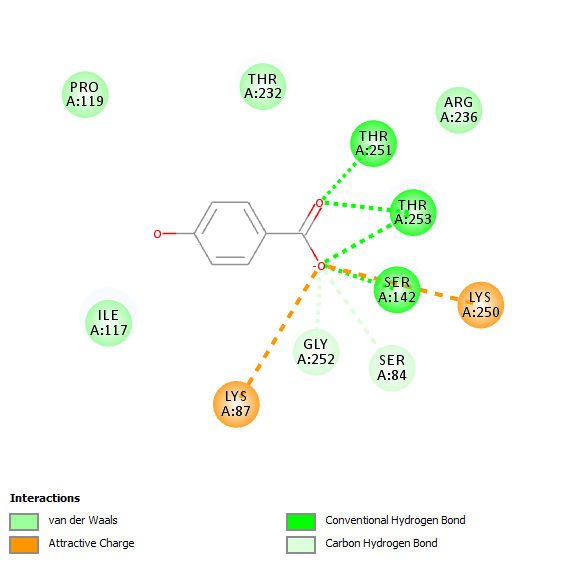 PRO
A:119
THR
A:232
ARG
A:236
THR
A:251
THR
A:253
O
O
-O
SER
A:142
LYS
A:250
ILE
A:117
GLY
A:252
SER
A:84
LYS
A:87
Interactions
van der Waals
Conventional Hydrogen Bond
Attractive Charge
Carbon Hydrogen Bond